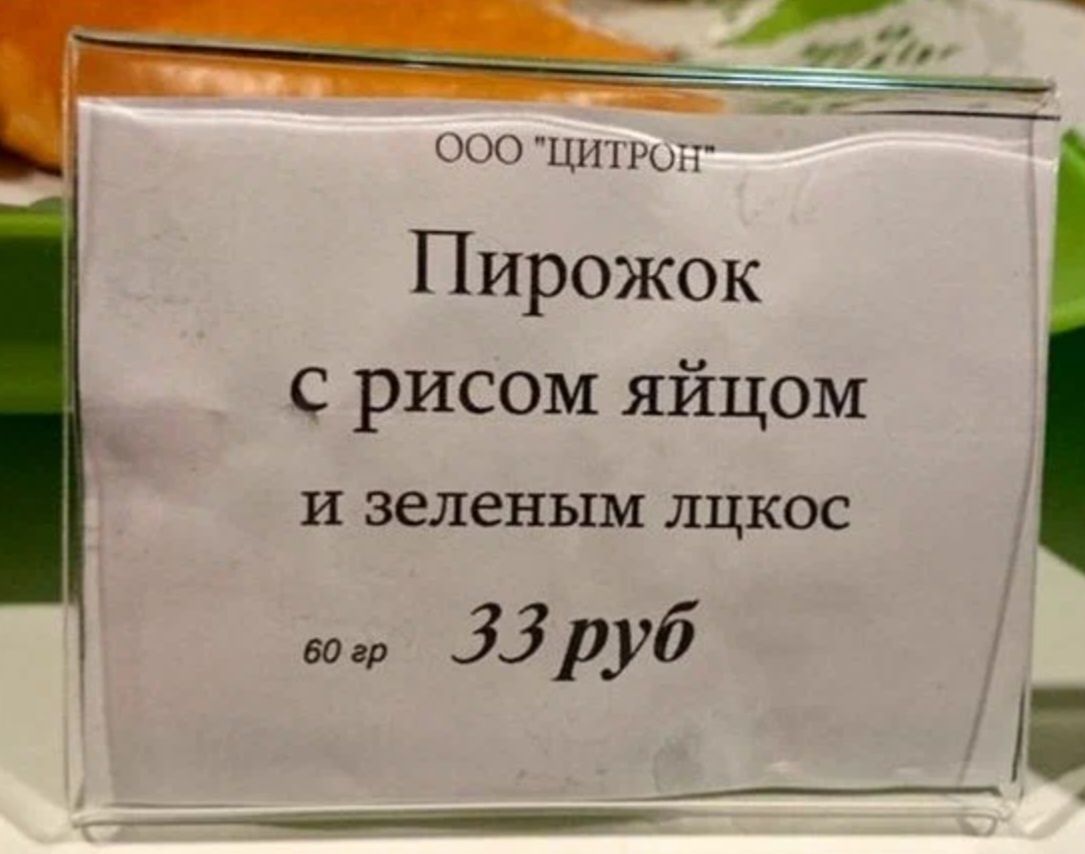 ООО "ЦИТРОН"
Пирожок
с рисом яйцом
и зеленым лцкос
60 гр 33 руб